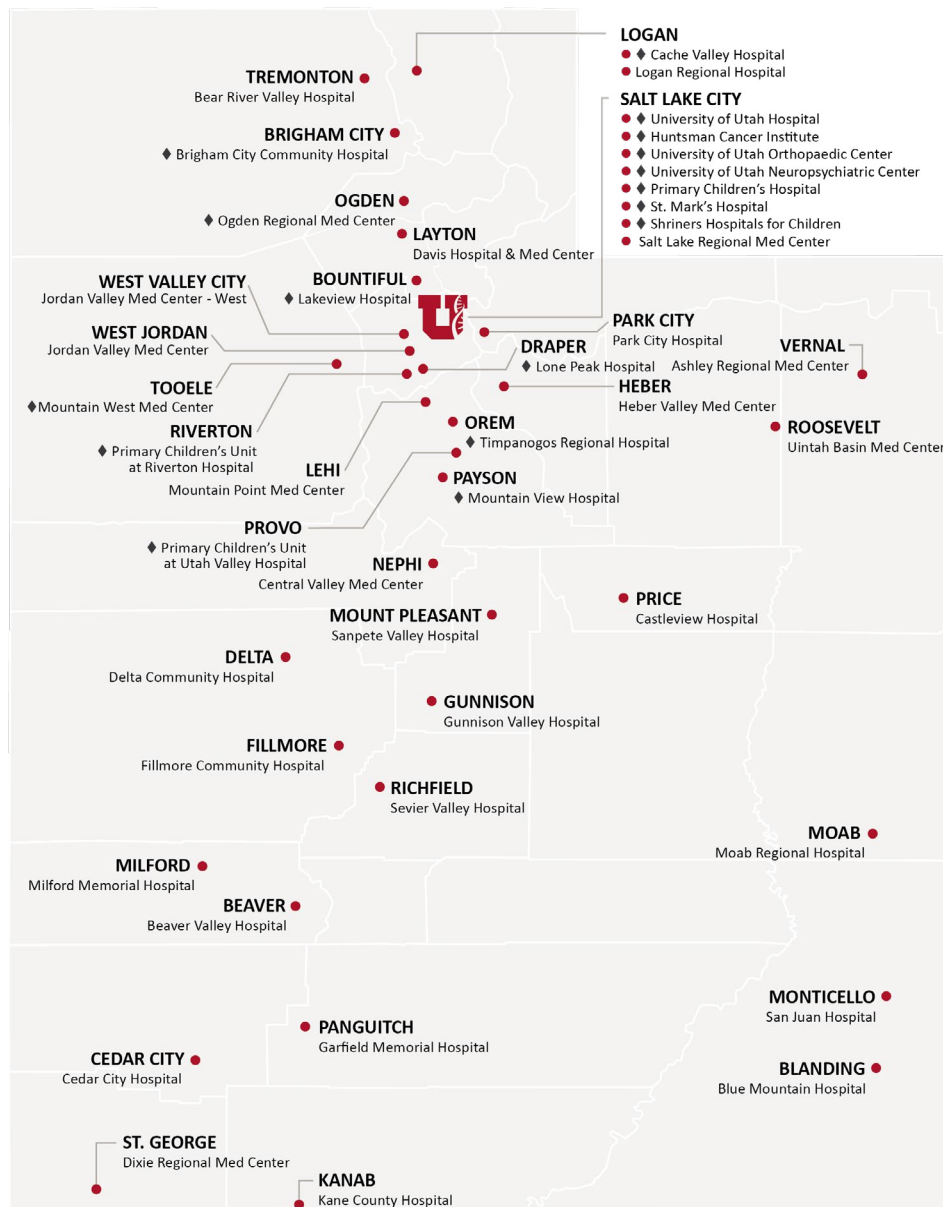 LOGAN
♦ Cache Valley Hospital
Logan Regional Hospital
TREMONTON
Bear River Valley Hospital
SALT LAKE CITY
♦ University of Utah Hospital
♦ Huntsman Cancer Institute
♦ University of Utah Orthopaedic Center
♦ University of Utah Neuropsychiatric Center
♦ Primary Children's Hospital
♦ St. Mark's Hospital
♦ Shriners Hospitals for Children
Salt Lake Regional Med Center
BRIGHAM CITY
♦ Brigham City Community Hospital
OGDEN
♦ Ogden Regional Med Center
LAYTON
Davis Hospital & Med Center
WEST VALLEY CITY
Jordan Valley Med Center - West
BOUNTIFUL
♦ Lakeview Hospital
U
PARK CITY
Park City Hospital
WEST JORDAN
Jordan Valley Med Center
DRAPER
♦ Lone Peak Hospital
VERNAL
Ashley Regional Med Center
TOOELE
♦ Mountain West Med Center
HEBER
Heber Valley Med Center
RIVERTON
♦ Primary Children's Unit
at Riverton Hospital
OREM
♦ Timpanogos Regional Hospital
ROOSEVELT
Uintah Basin Med Center
LEHI
Mountain Point Med Center
PAYSON
♦ Mountain View Hospital
PROVO
♦ Primary Children's Unit
at Utah Valley Hospital
NEPHI
Central Valley Med Center
PRICE
Castleview Hospital
MOUNT PLEASANT
Sanpete Valley Hospital
DELTA
Delta Community Hospital
GUNNISON
Gunnison Valley Hospital
FILLMORE
Fillmore Community Hospital
RICHFIELD
Sevier Valley Hospital
MOAB
Moab Regional Hospital
MILFORD
Milford Memorial Hospital
BEAVER
Beaver Valley Hospital
MONTICELLO
San Juan Hospital
PANGUITCH
Garfield Memorial Hospital
CEDAR CITY
Cedar City Hospital
BLANDING
Blue Mountain Hospital
ST. GEORGE
Dixie Regional Med Center
KANAB
Kane County Hospital